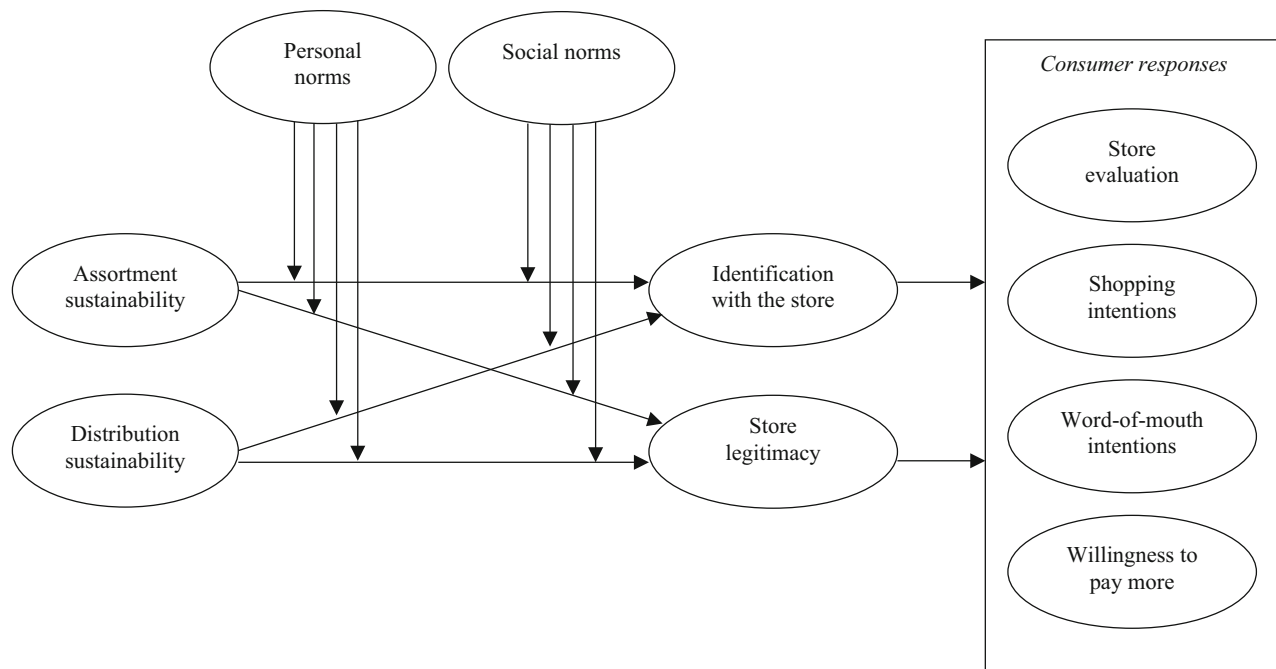 Personal
norms
Social norms
Consumer responses
Store
evaluation
Assortment
sustainability
Identification
with the store
Shopping
intentions
Distribution
sustainability
Store
legitimacy
Word-of-mouth
intentions
Willingness to
pay more